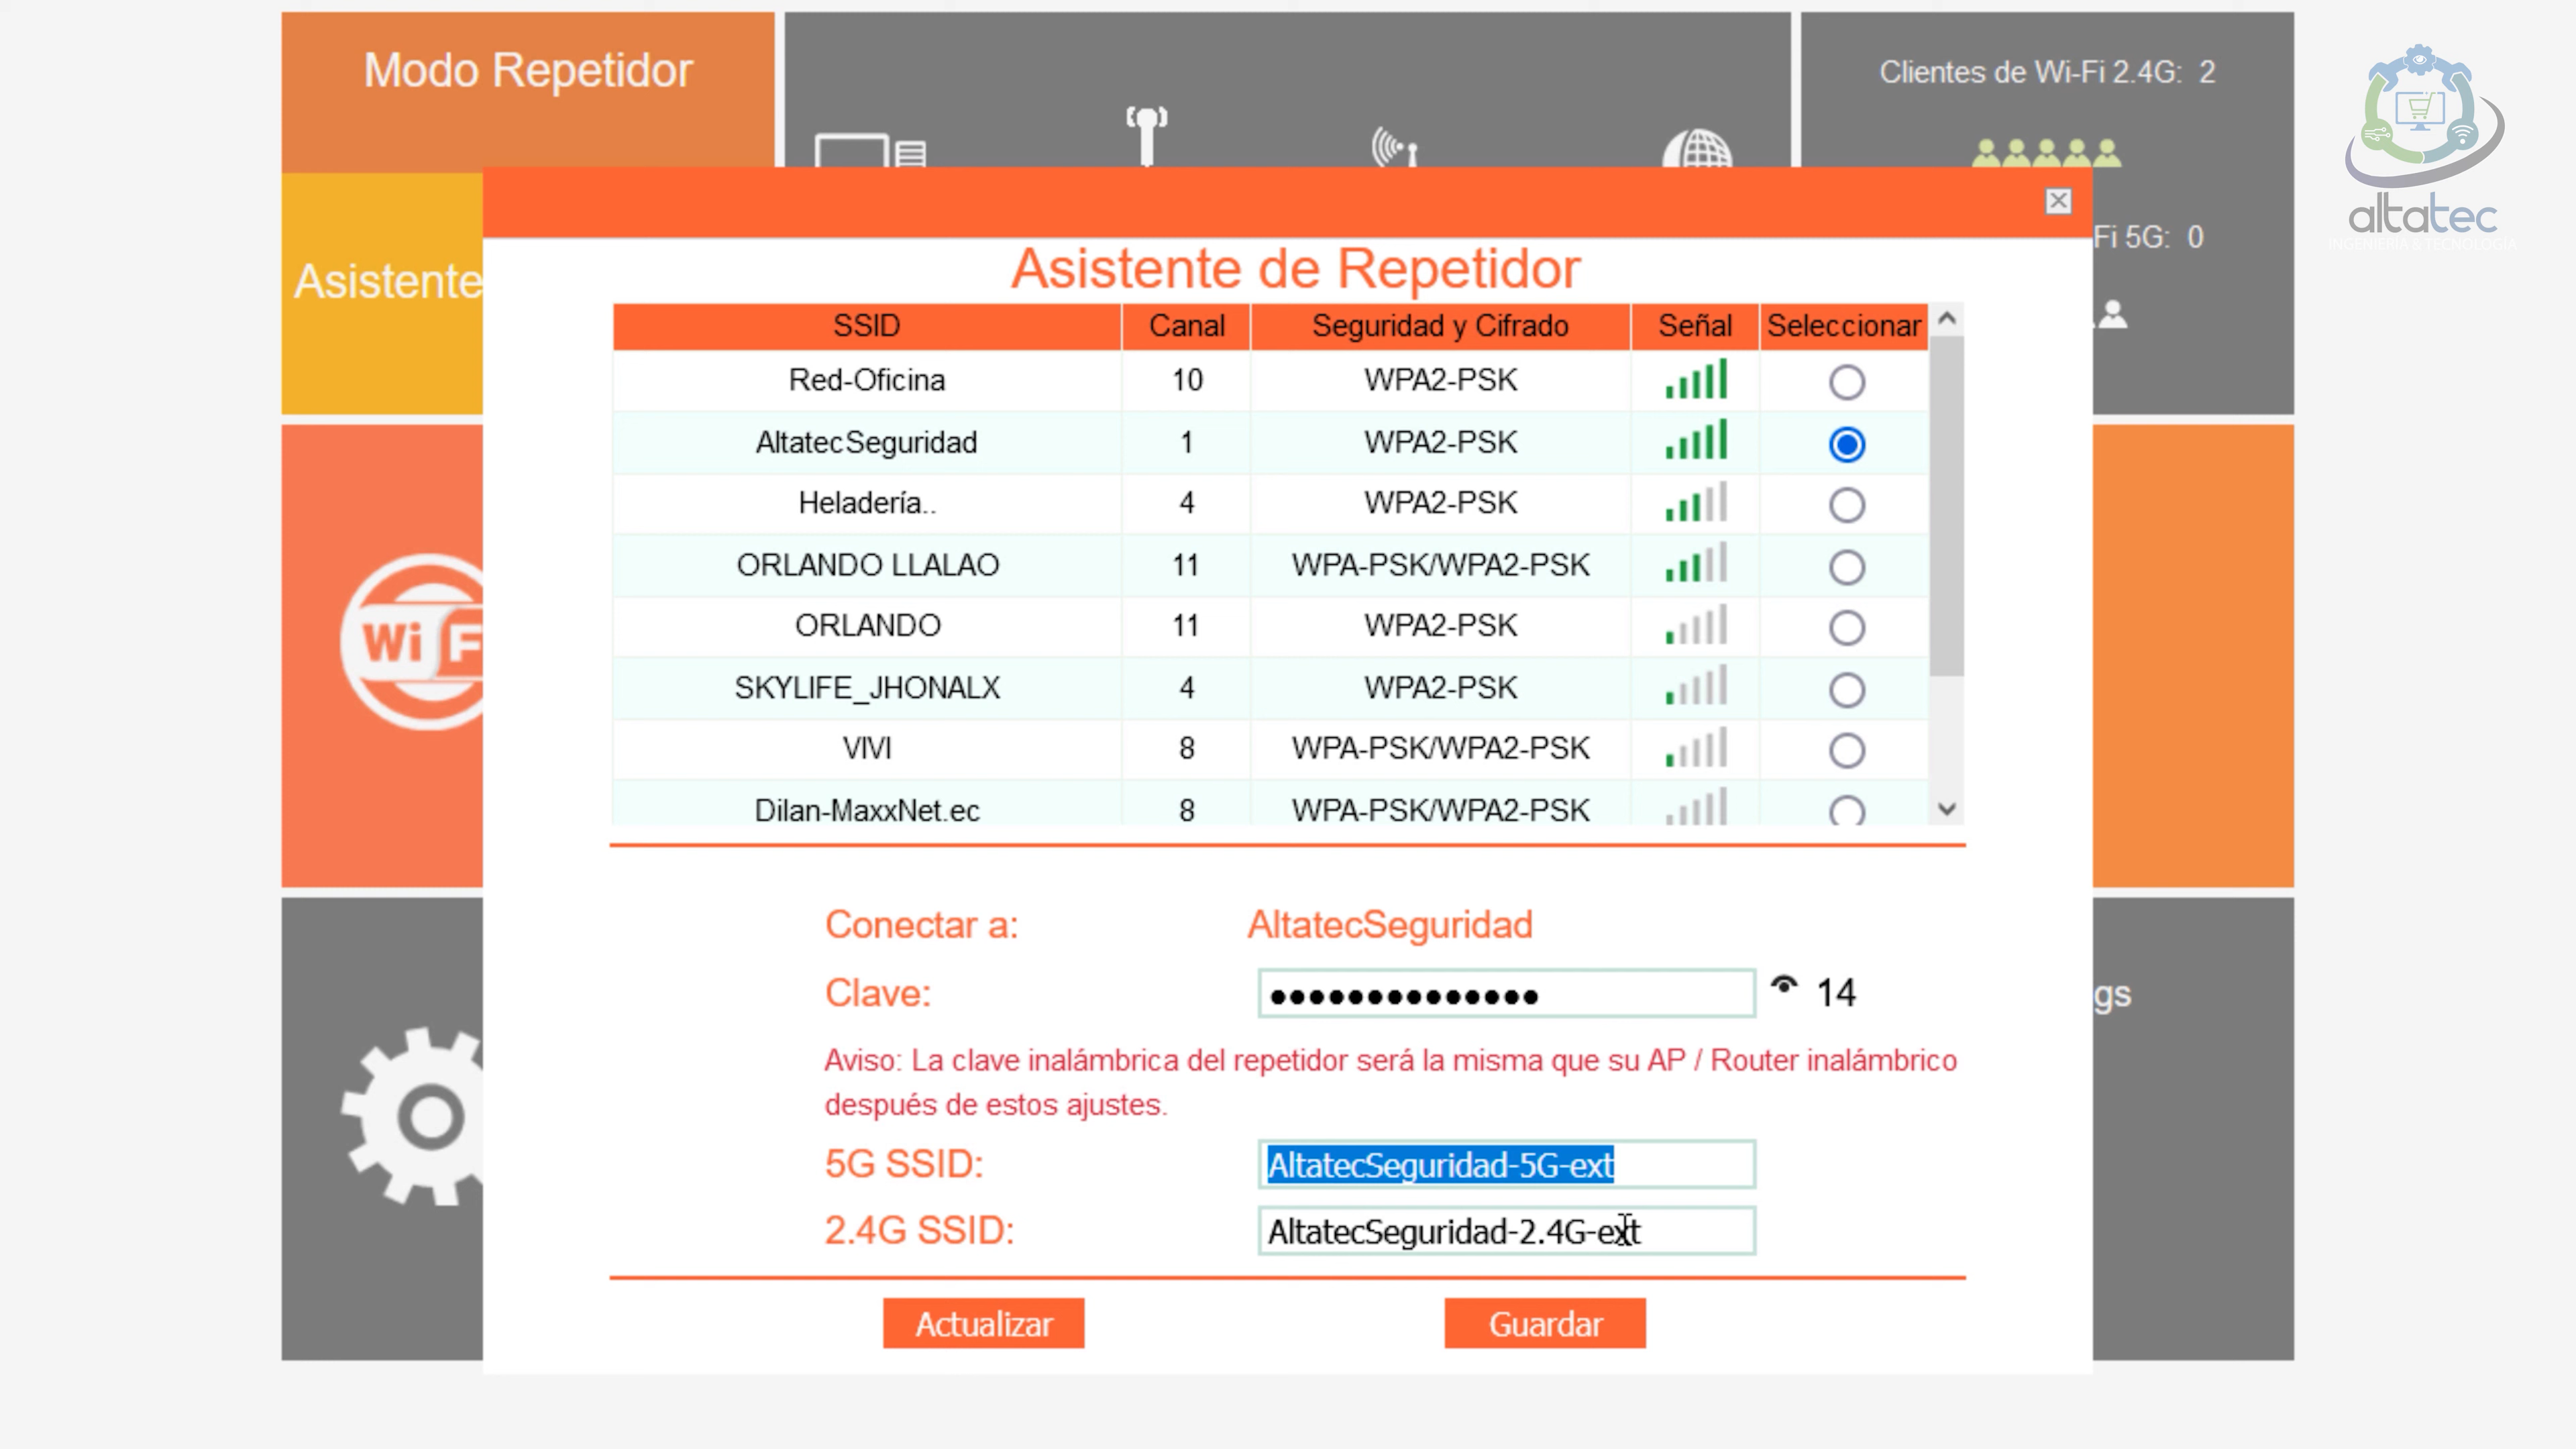 Modo Repetidor
Clientes de Wi-Fi 2.4G: 2
altatec
INGENIERÍA & TECNOLOGÍA
Fi 5G: 0
Asistente
Asistente de Repetidor
SSID Canal Seguridad y Cifrado Señal Seleccionar
Red-Oficina 10 WPA2-PSK
AltatecSeguridad 1 WPA2-PSK
Heladería.. 4 WPA2-PSK
ORLANDO LLALAO 11 WPA-PSK/WPA2-PSK
ORLANDO 11 WPA2-PSK
SKYLIFE_JHONALX 4 WPA2-PSK
VIVI 8 WPA-PSK/WPA2-PSK
Dilan-MaxxNet.ec 8 WPA-PSK/WPA2-PSK
Wi F
Conectar a: AltatecSeguridad
Clave: •••••••••••••• 14
gs
Aviso: La clave inalámbrica del repetidor será la misma que su AP / Router inalámbrico
después de estos ajustes.
5G SSID: AltatecSeguridad-5G-ext
2.4G SSID: AltatecSeguridad-2.4G-ext
Actualizar Guardar